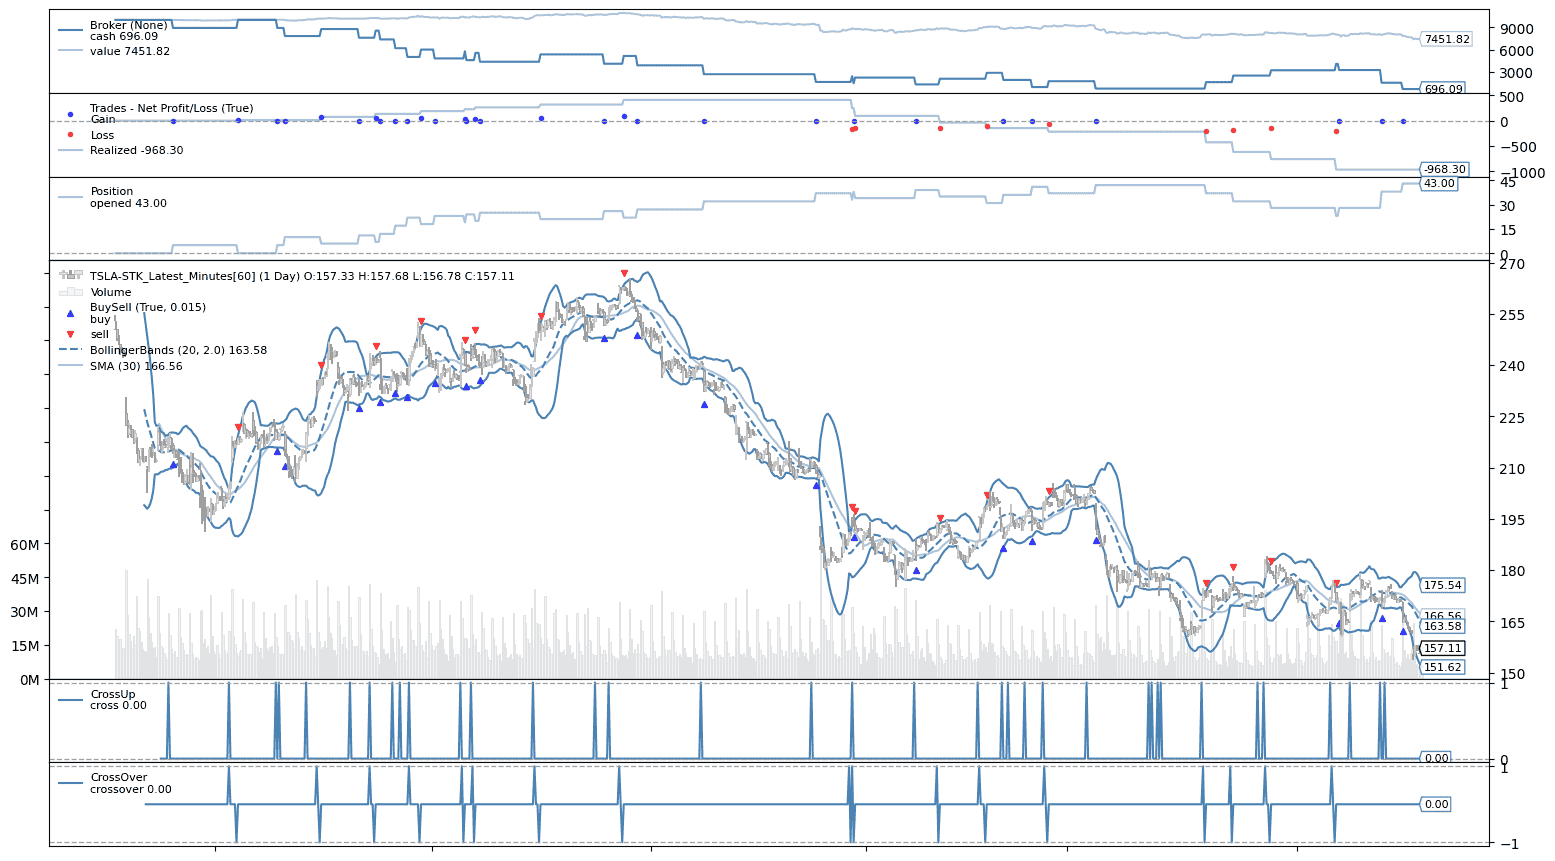 Broker (None)
cash 696.09
value 7451.82
9000
6000
3000
7451.82
696.09
Trades - Net Profit/Loss (True)
Gain
Loss
Realized -968.30
500
0
−500
−1000
-968.30
Position
opened 43.00
45
30
15
0
43.00
TSLA-STK_Latest_Minutes[60] (1 Day) O:157.33 H:157.68 L:156.78 C:157.11
Volume
BuySell (True, 0.015)
buy
sell
BollingerBands (20, 2.0) 163.58
SMA (30) 166.56
270
255
240
225
210
195
180
165
150
60M
45M
30M
15M
0M
175.54
166.56
163.58
157.11
151.62
CrossUp
cross 0.00
1
0
0.00
CrossOver
crossover 0.00
1
−1
0.00